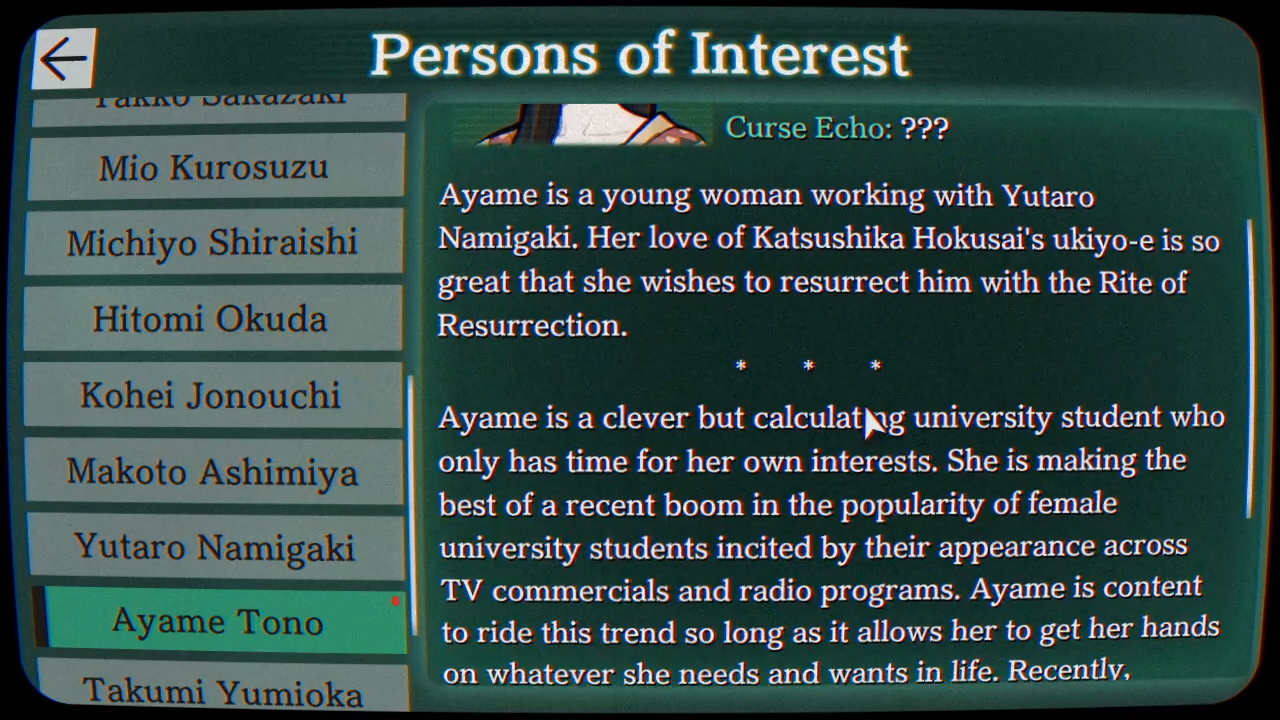 Persons of Interest
Yakko Sakazaki
Mio Kurosuzu
Michiyo Shiraishi
Hitomi Okuda
Kohei Jonouchi
Makoto Ashimiya
Yutaro Namigaki
Ayame Tono
Takumi Yumioka
Curse Echo: ???
Ayame is a young woman working with Yutaro
Namigaki. Her love of Katsushika Hokusai's ukiyo-e is so
great that she wishes to resurrect him with the Rite of
Resurrection.
* * *
Ayame is a clever but calculating university student who
only has time for her own interests. She is making the
best of a recent boom in the popularity of female
university students incited by their appearance across
TV commercials and radio programs. Ayame is content
to ride this trend so long as it allows her to get her hands
on whatever she needs and wants in life. Recently,